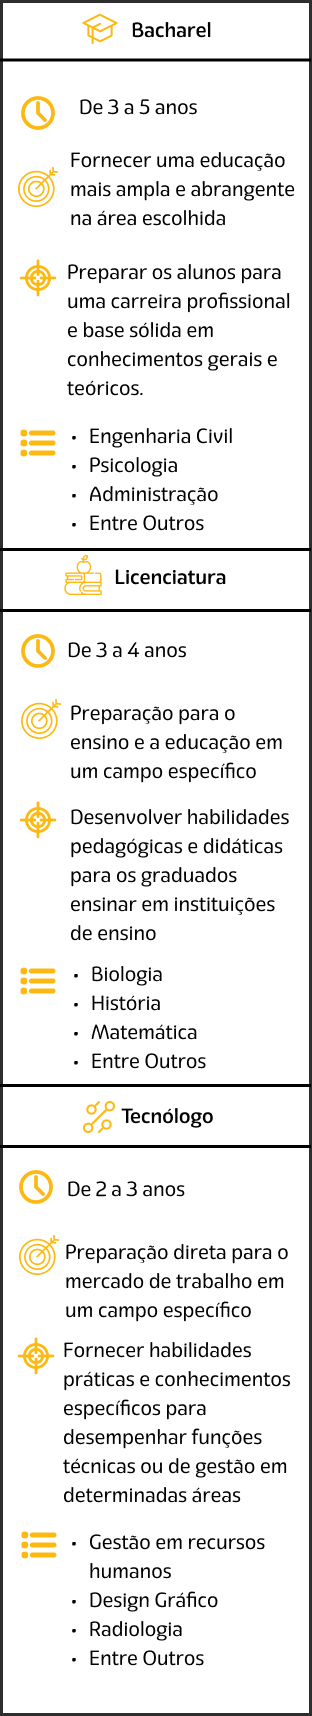 Bacharel
De 3 a 5 anos
Fornecer uma educação
mais ampla e abrangente
na área escolhida
Preparar os alunos para
uma carreira profissional
e base sólida em
conhecimentos gerais e
teóricos.
• Engenharia Civil
• Psicologia
• Administração
• Entre Outros
Licenciatura
De 3 a 4 anos
Preparação para o
ensino e a educação em
um campo específico
Desenvolver habilidades
pedagógicas e didáticas
para os graduados
ensinar em instituições
de ensino
• Biologia
• História
• Matemática
• Entre Outros
Tecnólogo
De 2 a 3 anos
Preparação direta para o
mercado de trabalho em
um campo específico
Fornecer habilidades
práticas e conhecimentos
específicos para
desempenhar funções
técnicas ou de gestão em
determinadas áreas
• Gestão em recursos
humanos
• Design Gráfico
• Radiologia
• Entre Outros